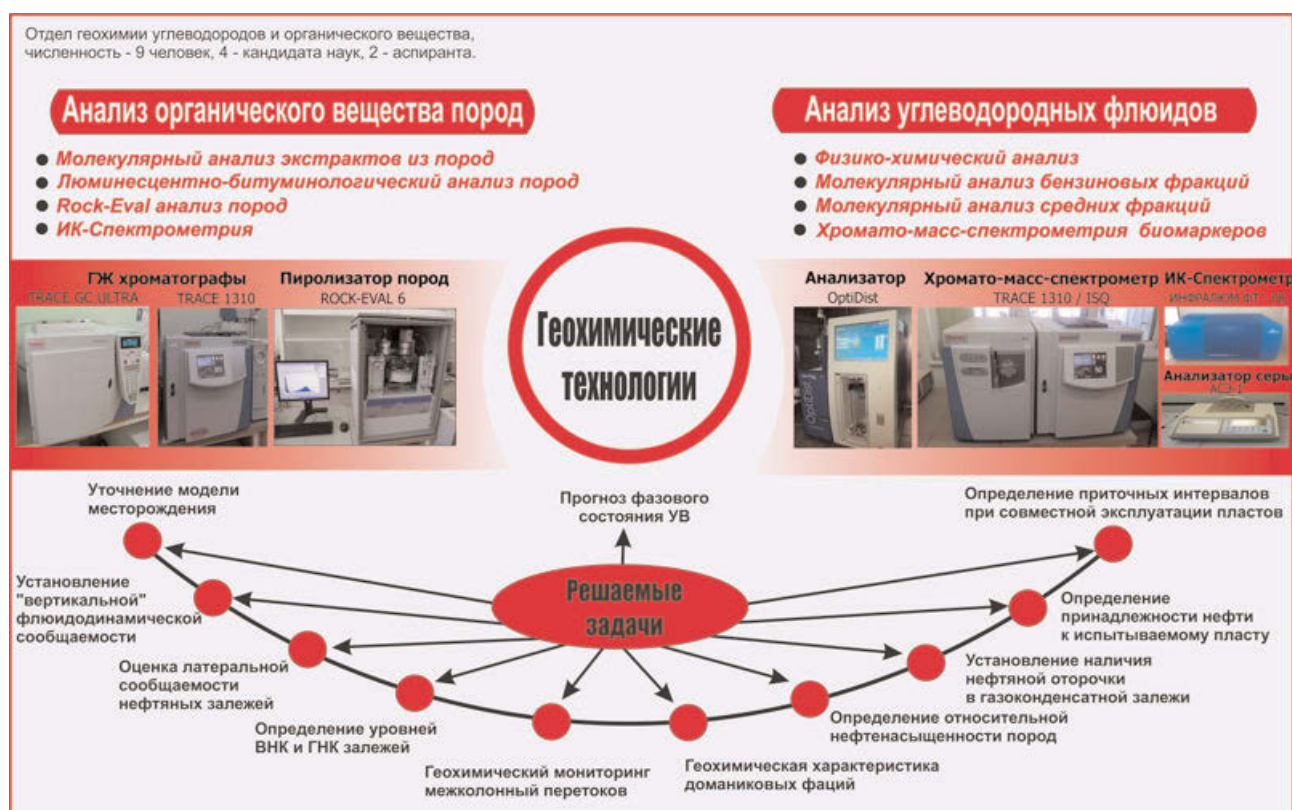 Отдел геохимии углеводородов и органического вещества,
численность - 9 человек, 4 - кандидата наук, 2 - аспиранта.
Анализ органического вещества пород
● Молекулярный анализ экстрактов из пород
● Люминесцентно-битуминологический анализ пород
● Rock-Eval анализ пород
● ИК-Спектрометрия
Анализ углеводородных флюидов
● Физико-химический анализ
● Молекулярный анализ бензиновых фракций
● Молекулярный анализ средних фракций
● Хромато-масс-спектрометрия биомаркеров
ГЖ хроматографы
TRACE GC ULTRA
TRACE 1310
Пиролизатор пород
ROCK-EVAL 6
Геохимические
технологии
Анализатор
OptiDist
Хромато-масс-спектрометр
TRACE 1310 / ISQ
ИК-Спектрометр
ИНФРАЛЮМ ФТ
Анализатор серы
АСЭ-1
Уточнение модели
месторождения
Установление
"вертикальной"
флюидодинамической
сообщаемости
Оценка латеральной
сообщаемости
нефтяных залежей
Определение уровней
ВНК и ГНК залежей
Геохимический мониторинг
межколонный перетоков
Прогноз фазового
состояния УВ
Решаемые
задачи
Геохимическая характеристика
доманиковых фаций
Определение относительной
нефтенасыщенности пород
Установление наличия
нефтяной оторочки
в газоконденсатной залежи
Определение
принадлежности нефти
к испытываемому пласту
Определение приточных интервалов
при совместной эксплуатации пластов